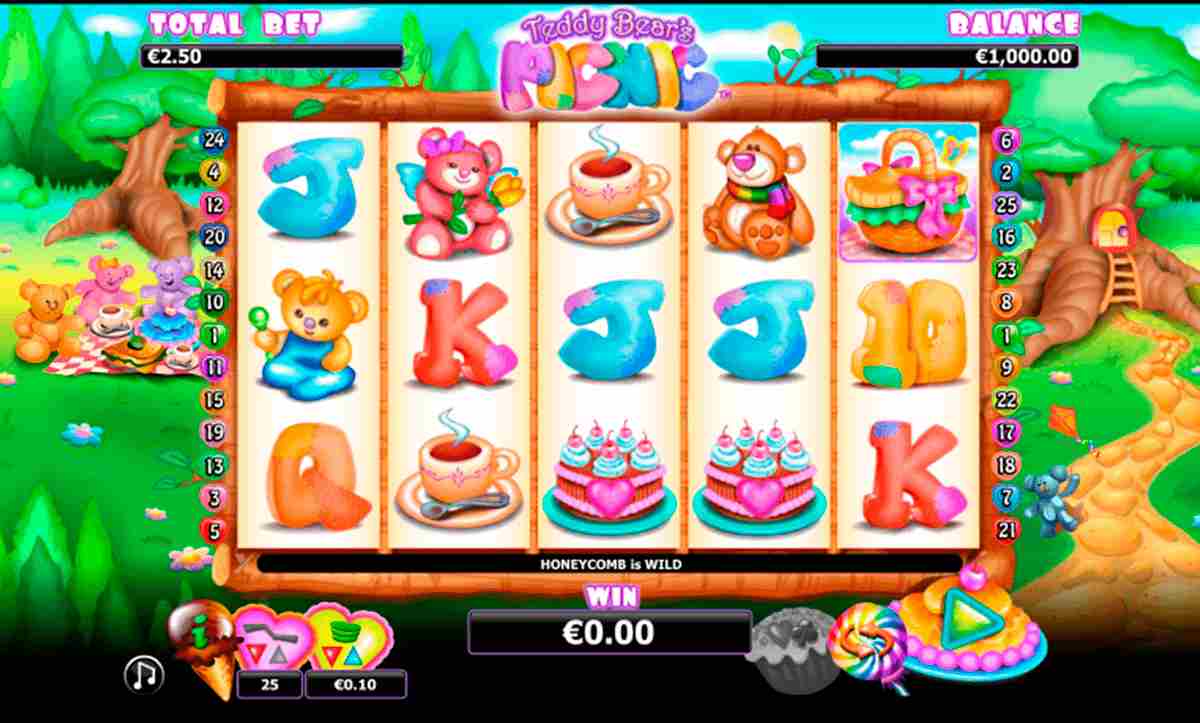 TOTAL BET
€2.50
Teddy Bear's
PICNIC™
BALANCE
€1,000.00
24
4
12
20
14
10
1
11
15
19
13
3
5
J
K
J
J
10
Q
K
6
2
25
16
23
8
1
9
22
17
18
7
21
HONEYCOMB is WILD
WIN
€0.00
i
25
€0.10